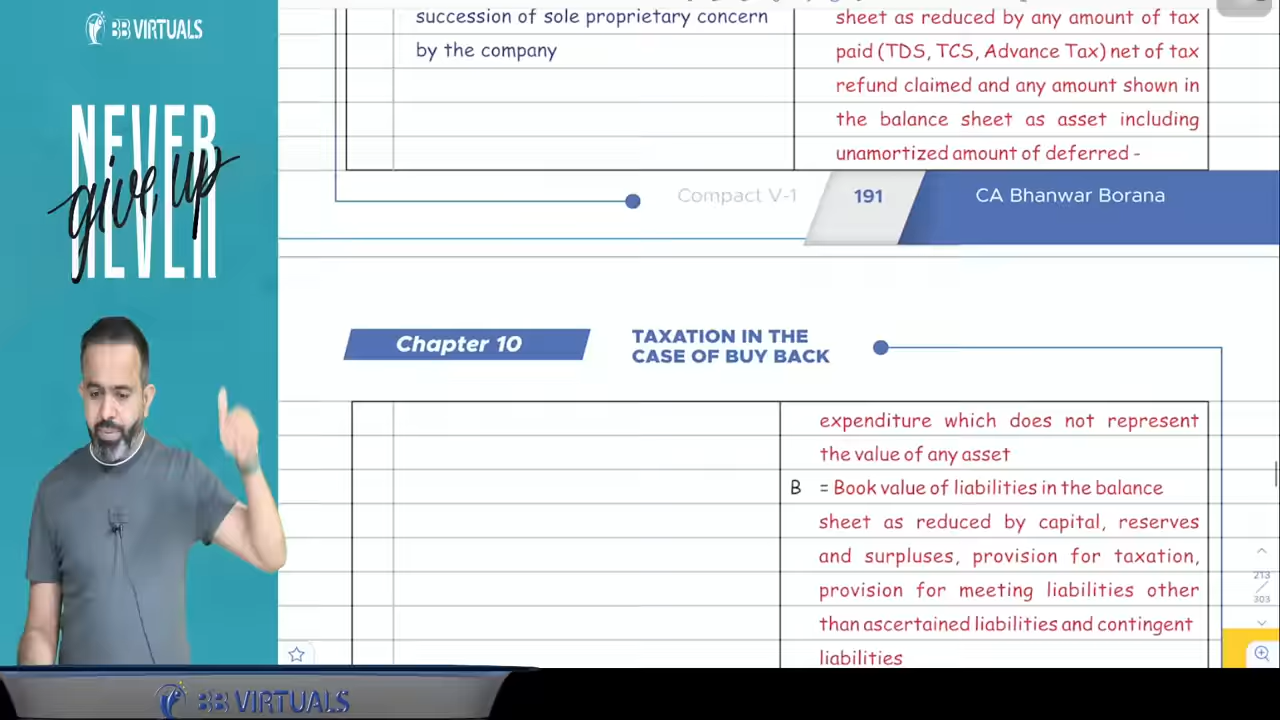 BB VIRTUALS
NEVER
give up
NEVER
succession of sole proprietary concern
by the company
sheet as reduced by any amount of tax
paid (TDS, TCS, Advance Tax) net of tax
refund claimed and any amount shown in
the balance sheet as asset including
unamortized amount of deferred -
Compact V-1
191
CA Bhanwar Borana
Chapter 10
TAXATION IN THE
CASE OF BUY BACK
expenditure which does not represent
the value of any asset
B = Book value of liabilities in the balance
sheet as reduced by capital, reserves
and surpluses, provision for taxation,
provision for meeting liabilities other
than ascertained liabilities and contingent
liabilities
213
303
BB VIRTUALS